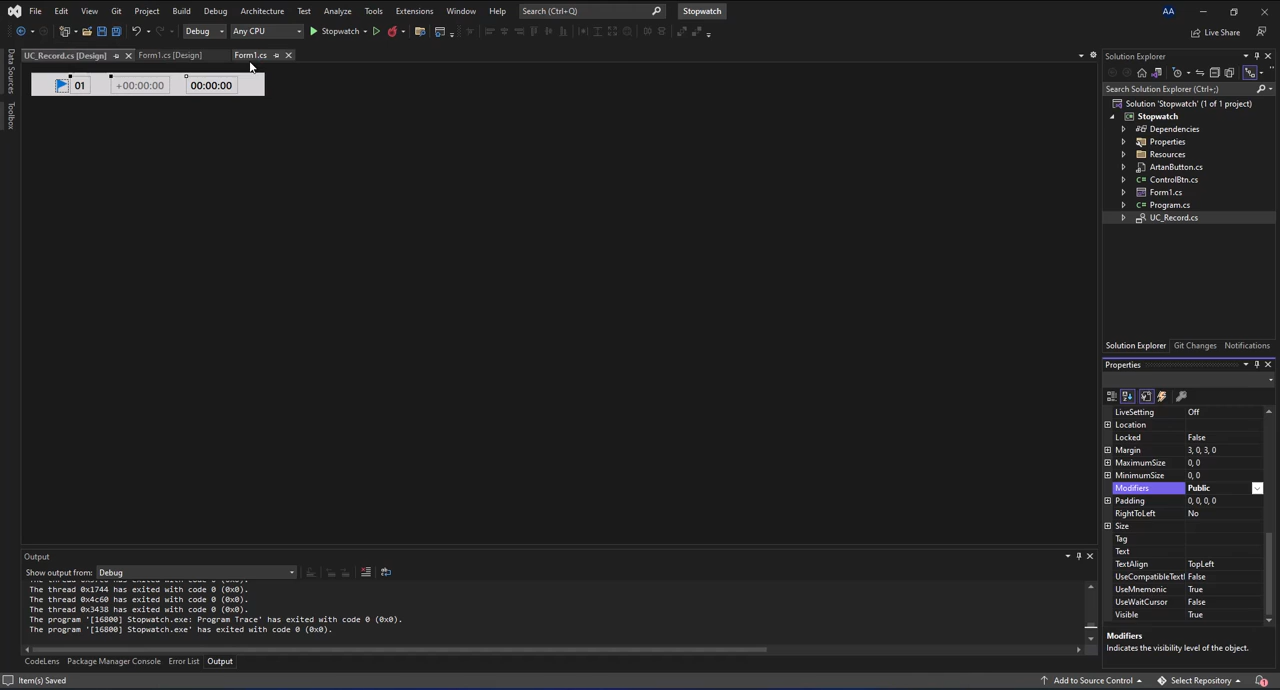 File Edit View Git Project Build Debug Architecture Test Analyze Tools Extensions Window Help Search (Ctrl+Q) Stopwatch AA
Debug Any CPU Stopwatch Live Share
UC_Record.cs [Design] Form1.cs [Design] Form1.cs
Data Sources
Toolbox
01 +00:00:00 00:00:00
Solution Explorer
Search Solution Explorer (Ctrl+;)
Solution 'Stopwatch' (1 of 1 project)
Stopwatch
Dependencies
Properties
Resources
ArtanButton.cs
ControlBtn.cs
Form1.cs
Program.cs
UC_Record.cs
Solution Explorer Git Changes Notifications
Properties
LiveSetting Off
Location
Locked False
Margin 3, 0, 3, 0
MaximumSize 0, 0
MinimumSize 0, 0
Modifiers Public
Padding 0, 0, 0, 0
RightToLeft No
Size
Tag
Text
TextAlign TopLeft
UseCompatibleTextl False
UseMnemonic True
UseWaitCursor False
Visible True
Modifiers
Indicates the visibility level of the object.
Output
Show output from: Debug
The thread 0x1744 has exited with code 0 (0x0).
The thread 0x4c60 has exited with code 0 (0x0).
The thread 0x3438 has exited with code 0 (0x0).
The program '[16800] Stopwatch.exe: Program Trace' has exited with code 0 (0x0).
The program '[16800] Stopwatch.exe' has exited with code 0 (0x0).
CodeLens Package Manager Console Error List Output
Item(s) Saved Add to Source Control Select Repository 1